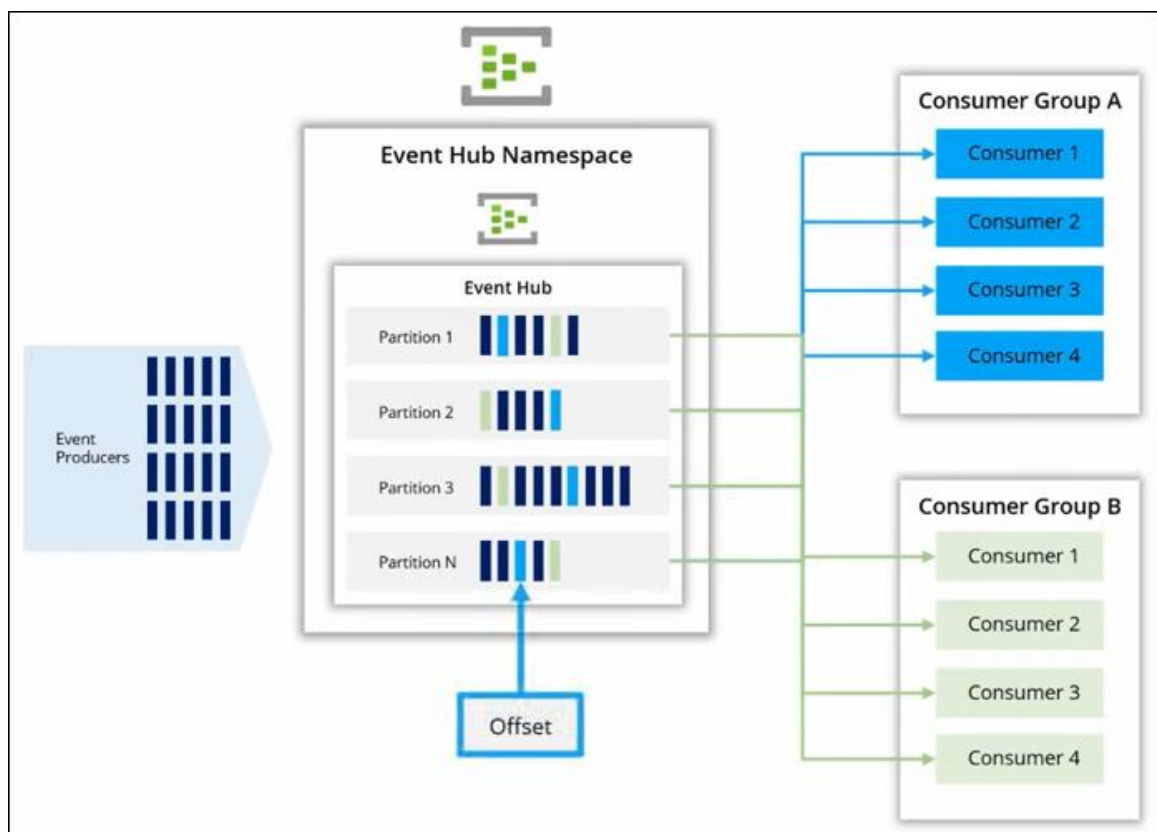 Event Hub Namespace
Event Hub
Partition 1
Partition 2
Partition 3
Partition N
Event
Producers
Offset
Consumer Group A
Consumer 1
Consumer 2
Consumer 3
Consumer 4
Consumer Group B
Consumer 1
Consumer 2
Consumer 3
Consumer 4